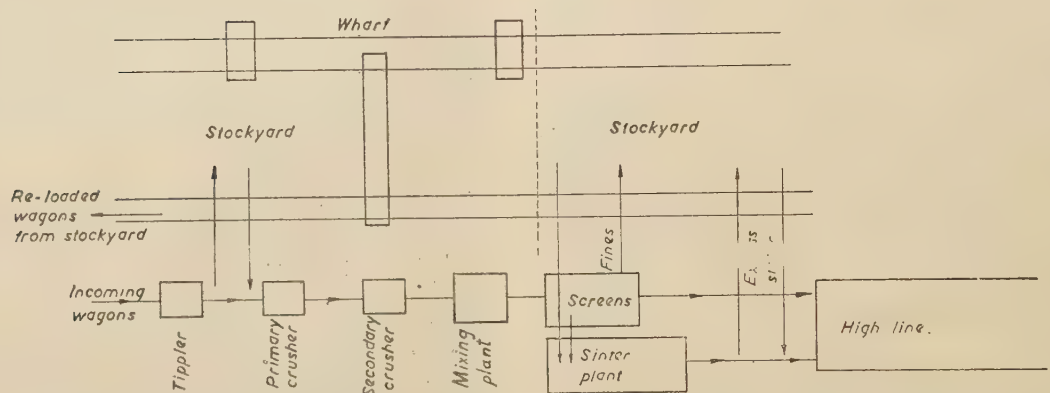 Wharf
Stockyard
Stockyard
Re-loaded
wagons
from stockyard
Incoming
wagons
Tippler
Primary
crusher
Secondary
crusher
Mixing
plant
Screens
Fines
Sinter
plant
High line.